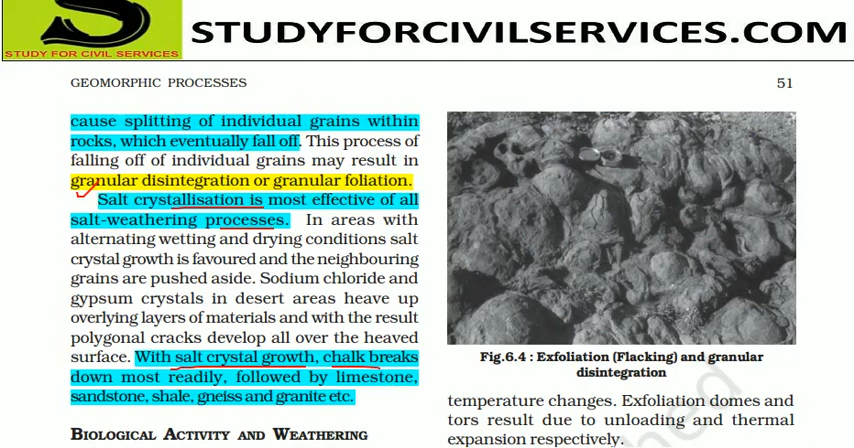 STUDY FOR CIVIL SERVICES
STUDYFORCIVILSERVICES.COM
GEOMORPHIC PROCESSES
51
cause splitting of individual grains within
rocks, which eventually fall off. This process of
falling off of individual grains may result in
granular disintegration or granular foliation.
Salt crystallisation is most effective of all
salt-weathering processes. In areas with
alternating wetting and drying conditions salt
crystal growth is favoured and the neighbouring
grains are pushed aside. Sodium chloride and
gypsum crystals in desert areas heave up
overlying layers of materials and with the result
polygonal cracks develop all over the heaved
surface. With salt crystal growth, chalk breaks
down most readily, followed by limestone,
sandstone, shale, gneiss and granite etc.
BIOLOGICAL ACTIVITY AND WEATHERING
Fig.6.4 : Exfoliation (Flacking) and granular
disintegration
temperature changes. Exfoliation domes and
tors result due to unloading and thermal
expansion respectively.